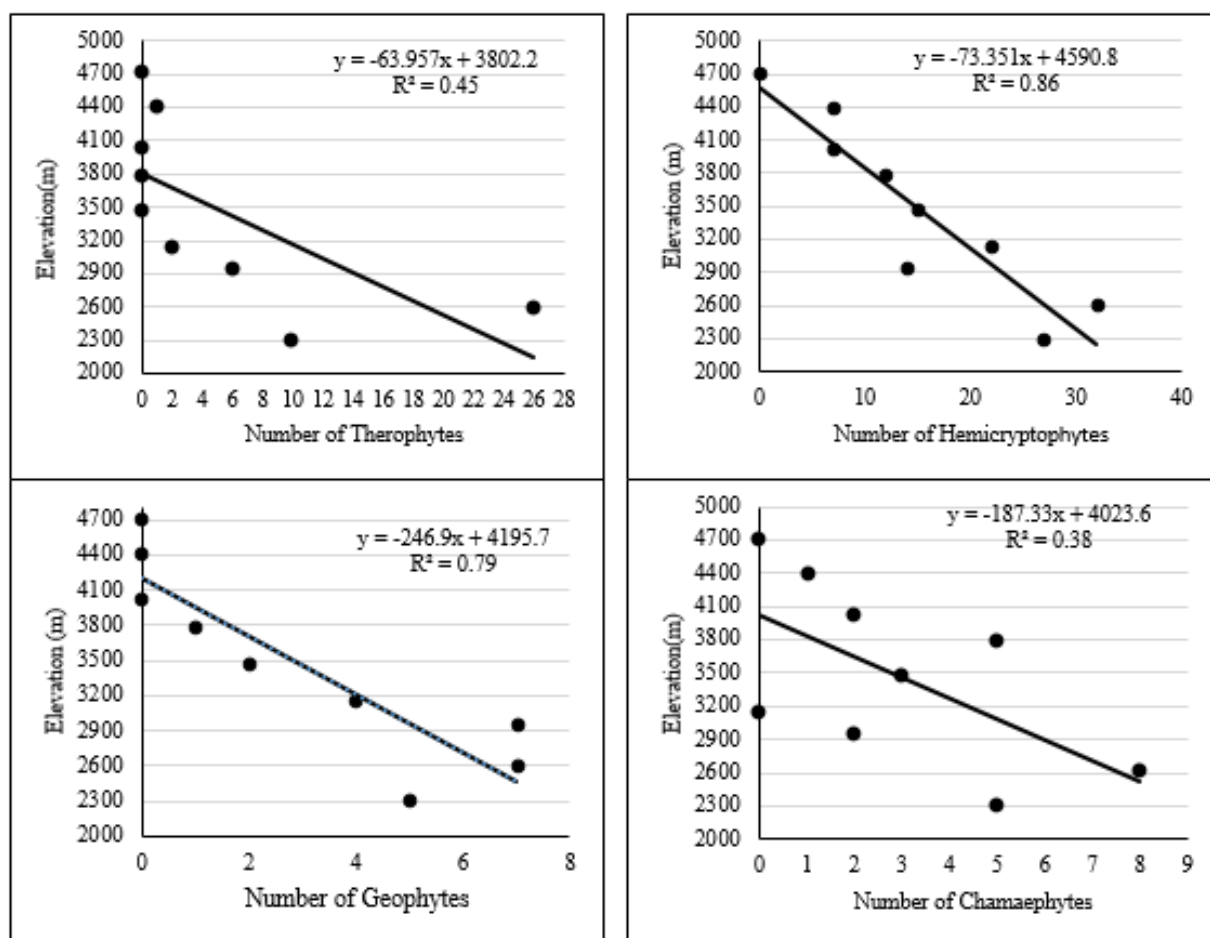 5000
4700
4400
4100
3800
3500
3200
2900
2600
2300
2000
Elevation(m)
y = -63.957x + 3802.2
R² = 0.45
0 2 4 6 8 10 12 14 16 18 20 22 24 26 28
Number of Therophytes
5000
4700
4400
4100
3800
3500
3200
2900
2600
2300
2000
Elevation (m)
y = -73.351x + 4590.8
R² = 0.86
0 10 20 30 40
Number of Hemicryptophytes
4700
4400
4100
3800
3500
3200
2900
2600
2300
2000
Elevation (m)
y = -246.9x + 4195.7
R² = 0.79
0 2 4 6 8
Number of Geophytes
5000
4700
4400
4100
3800
3500
3200
2900
2600
2300
2000
Elevation(m)
y = -187.33x + 4023.6
R² = 0.38
0 1 2 3 4 5 6 7 8 9
Number of Chamaephytes